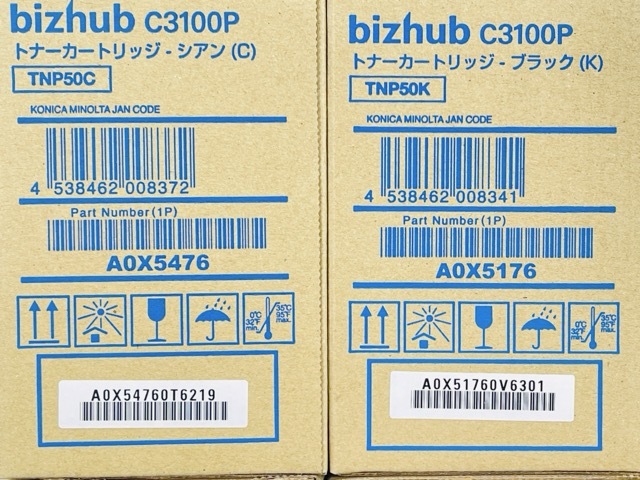 bizhub C3100P
トナーカートリッジ - シアン (C)
TNP50C
KONICA MINOLTA JAN CODE
4 538462 008372
Part Number (1P)
A0X5476
0℃
32°F
min.
35℃
95°F
max.
A0X54760T6219
bizhub C3100P
トナーカートリッジ - ブラック (K)
TNP50K
KONICA MINOLTA JAN CODE
4 538462 008341
Part Number (1P)
A0X5176
0℃
32°F
min.
35℃
95°F
max.
A0X51760V6301